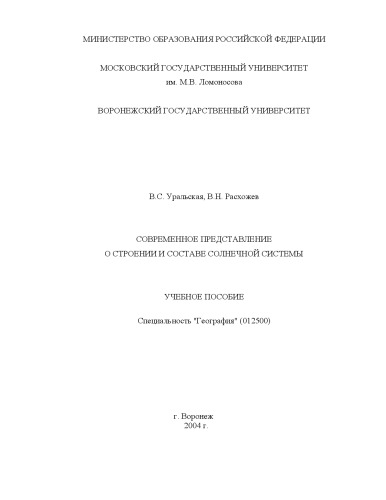 МИНИСТЕРСТВО ОБРАЗОВАНИЯ РОССИЙСКОЙ ФЕДЕРАЦИИ
МОСКОВСКИЙ ГОСУДАРСТВЕННЫЙ УНИВЕРСИТЕТ
им. М.В. Ломоносова
ВОРОНЕЖСКИЙ ГОСУДАРСТВЕННЫЙ УНИВЕРСИТЕТ
В.С. Уральская, В.Н. Расхожев
СОВРЕМЕННОЕ ПРЕДСТАВЛЕНИЕ
О СТРОЕНИИ И СОСТАВЕ СОЛНЕЧНОЙ СИСТЕМЫ
УЧЕБНОЕ ПОСОБИЕ
Специальность "География" (012500)
г. Воронеж
2004 г.